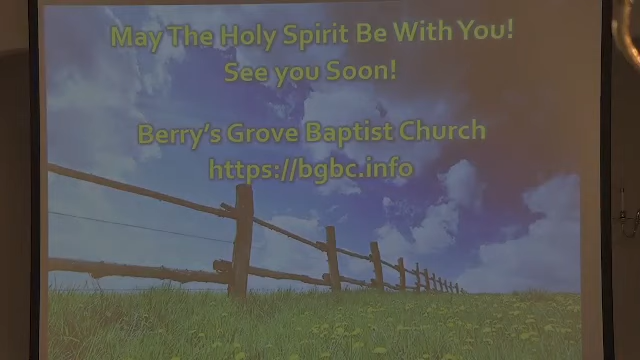 May The Holy Spirit Be With You!
See you Soon!
Berry's Grove Baptist Church
https://bgbc.info